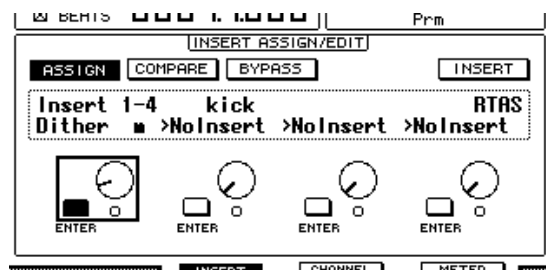 BEATS Prm
INSERT ASSIGN/EDIT
ASSIGN COMPARE BYPASS INSERT
Insert 1-4 kick RTAS
Dither m >NoInsert >NoInsert >NoInsert
ENTER ENTER ENTER ENTER
INSERT CHANNEL METER